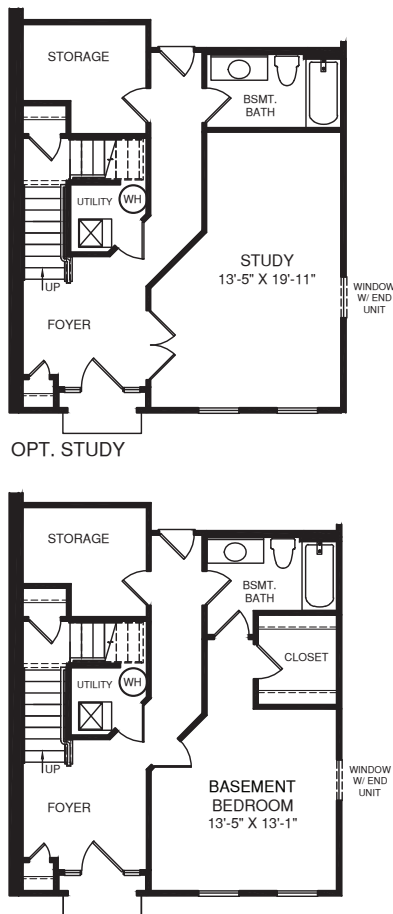 STORAGE
BSMT.
BATH
UTILITY
WH
STUDY
13'-5" X 19'-11"
WINDOW
W/ END
UNIT
UP
FOYER
OPT. STUDY
STORAGE
BSMT.
BATH
CLOSET
UTILITY
WH
UP
WINDOW
W/ END
UNIT
BASEMENT
BEDROOM
13'-5" X 13'-1"
FOYER